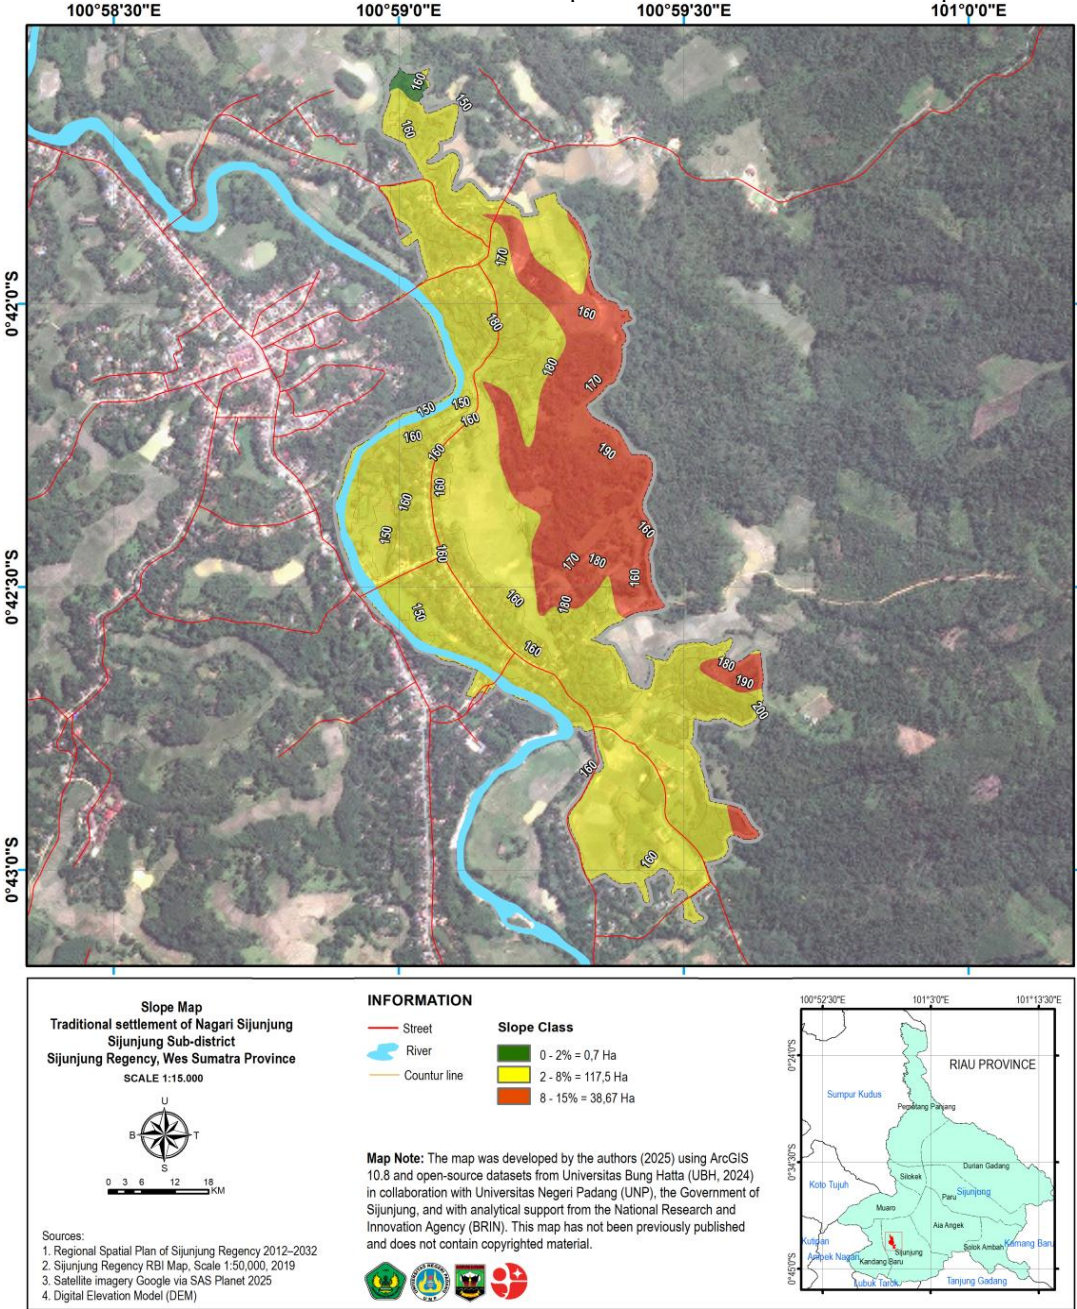 100°58'30"E 100°59'0"E 100°59'30"E 101°0'0"E
0°42'0"S
0°42'30"S
0°43'0"S
160
150
160
170
160
180
180
170
150
150
160
160
160
190
160
160
150
160
160
170
180
160
160
180
150
160
180
190
200
160
160
Slope Map
Traditional settlement of Nagari Sijunjung
Sijunjung Sub-district
Sijunjung Regency, Wes Sumatra Province
SCALE 1:15.000
U
B T
S
0 3 6 12 18
KM
Sources:
1. Regional Spatial Plan of Sijunjung Regency 2012–2032
2. Sijunjung Regency RBI Map, Scale 1:50,000, 2019
3. Satellite imagery Google via SAS Planet 2025
4. Digital Elevation Model (DEM)
INFORMATION
Street
River
Countur line
Slope Class
0 - 2% = 0,7 Ha
2 - 8% = 117,5 Ha
8 - 15% = 38,67 Ha
Map Note: The map was developed by the authors (2025) using ArcGIS
10.8 and open-source datasets from Universitas Bung Hatta (UBH, 2024)
in collaboration with Universitas Negeri Padang (UNP), the Government of
Sijunjung, and with analytical support from the National Research and
Innovation Agency (BRIN). This map has not been previously published
and does not contain copyrighted material.
100°52'30"E 101°3'0"E 101°13'30"E
0°24'0"S
0°34'30"S
0°45'0"S
RIAU PROVINCE
Sumpur Kudus
Perpatang Panjang
Durian Gadang
Silokek
Koto Tujuh
Sijunjong
Paru
Muaro
Aia Angek
Kutipan
Solok Ambah
Kamang Baru
Sijunjung
Ampek Nagari
Kandang Baru
Lubuk Tarok
Tanjung Gadang